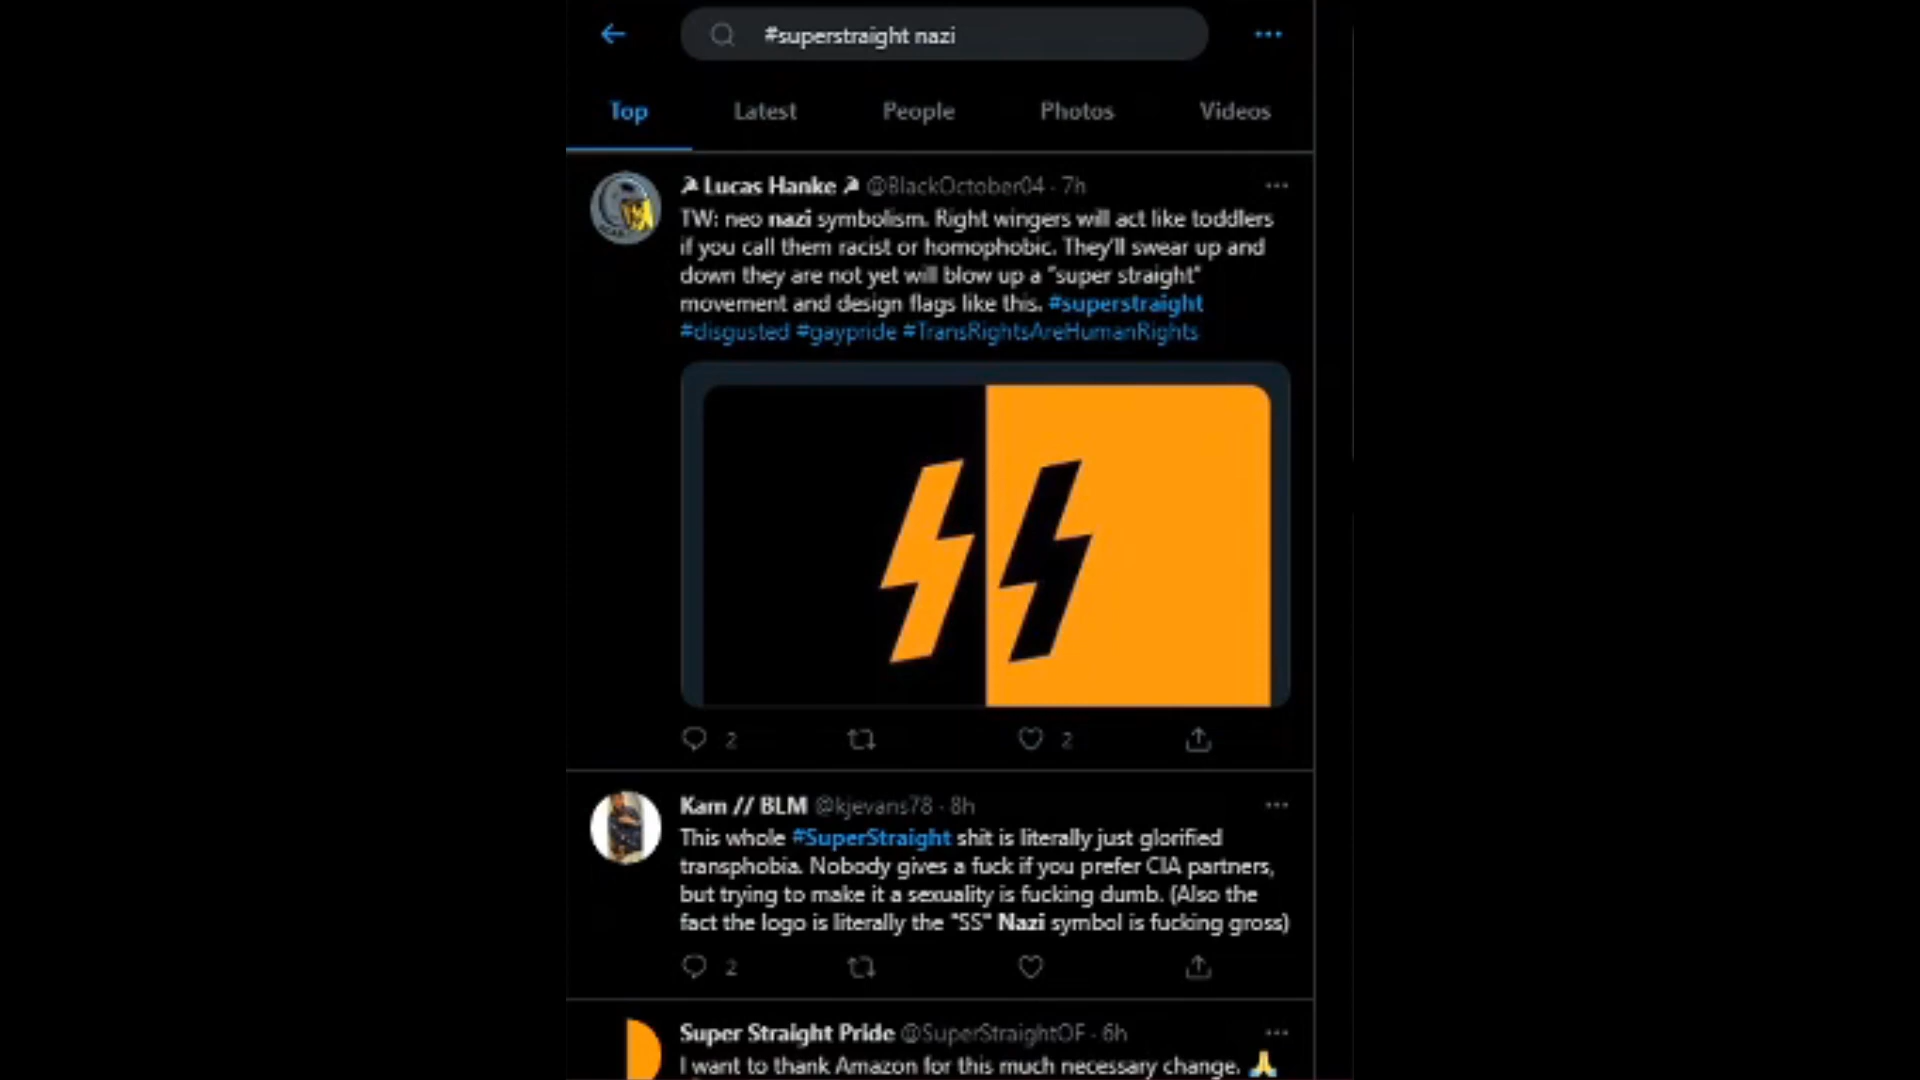 #superstraight nazi
Top Latest People Photos Videos
Lucas Hanke @BlackOctober04 · 7h
TW: neo nazi symbolism. Right wingers will act like toddlers
if you call them racist or homophobic. They'll swear up and
down they are not yet will blow up a "super straight"
movement and design flags like this. #superstraight
#disgusted #gaypride #TransRightsAreHumanRights
2 2
Kam // BLM @kjevans78 · 8h
This whole #SuperStraight shit is literally just glorified
transphobia. Nobody gives a fuck if you prefer CIA partners,
but trying to make it a sexuality is fucking dumb. (Also the
fact the logo is literally the "SS" Nazi symbol is fucking gross)
2
Super Straight Pride @SuperStraightOF · 6h
I want to thank Amazon for this much necessary change. 🙏